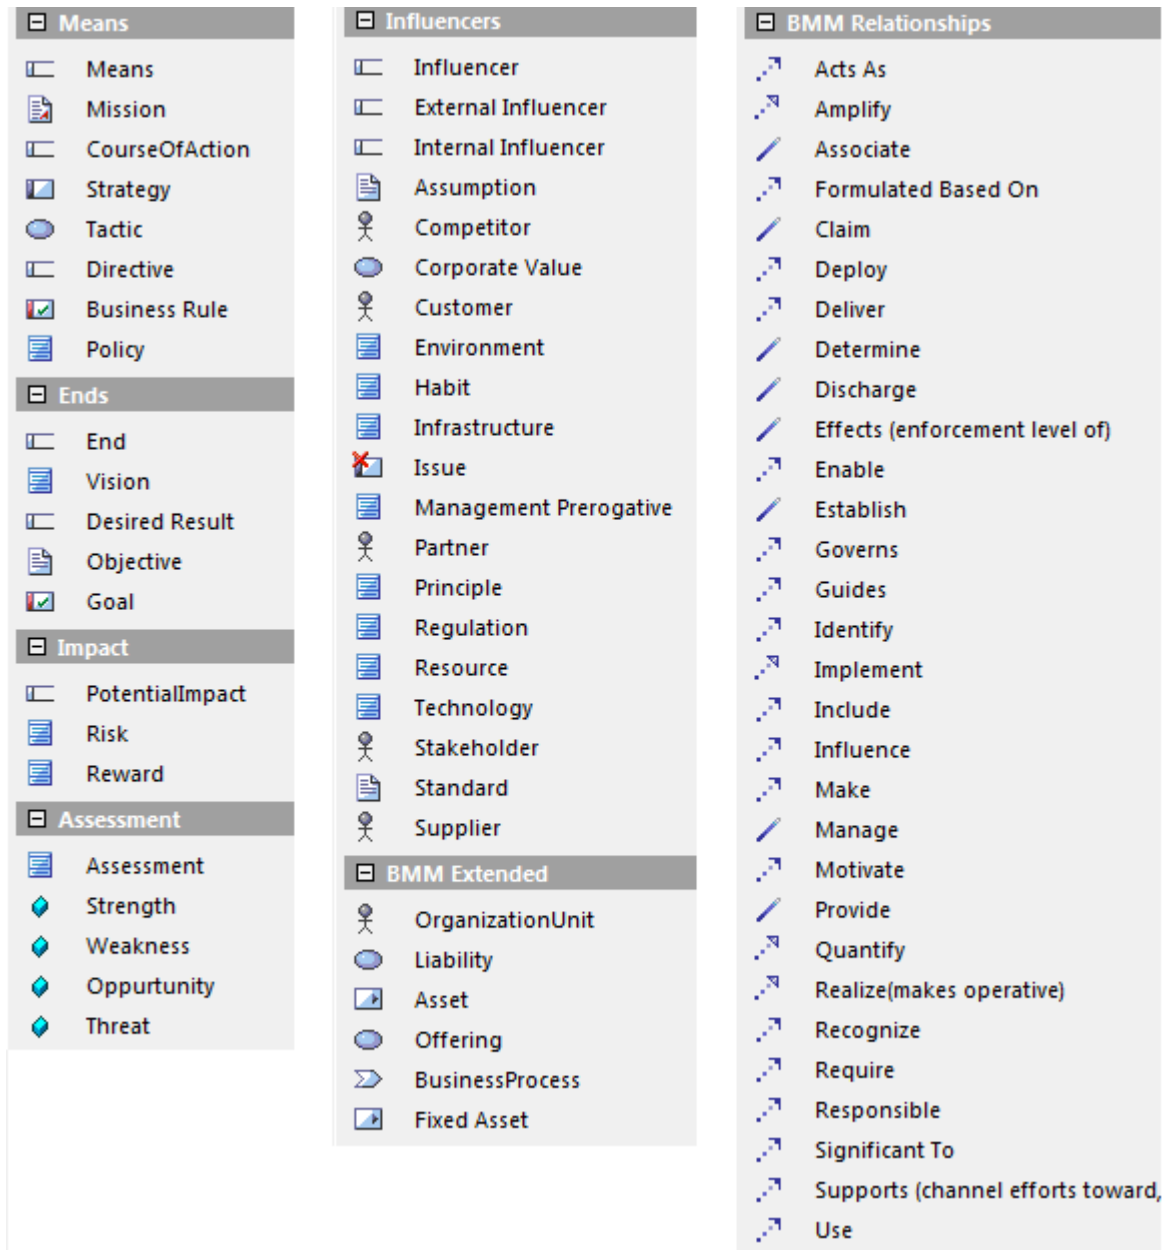 Means
Means
Mission
CourseOfAction
Strategy
Tactic
Directive
Business Rule
Policy
Ends
End
Vision
Desired Result
Objective
Goal
Impact
PotentialImpact
Risk
Reward
Assessment
Assessment
Strength
Weakness
Oppurtunity
Threat
Influencers
Influencer
External Influencer
Internal Influencer
Assumption
Competitor
Corporate Value
Customer
Environment
Habit
Infrastructure
Issue
Management Prerogative
Partner
Principle
Regulation
Resource
Technology
Stakeholder
Standard
Supplier
BMM Extended
OrganizationUnit
Liability
Asset
Offering
BusinessProcess
Fixed Asset
BMM Relationships
Acts As
Amplify
Associate
Formulated Based On
Claim
Deploy
Deliver
Determine
Discharge
Effects (enforcement level of)
Enable
Establish
Governs
Guides
Identify
Implement
Include
Influence
Make
Manage
Motivate
Provide
Quantify
Realize(makes operative)
Recognize
Require
Responsible
Significant To
Supports (channel efforts toward,
Use